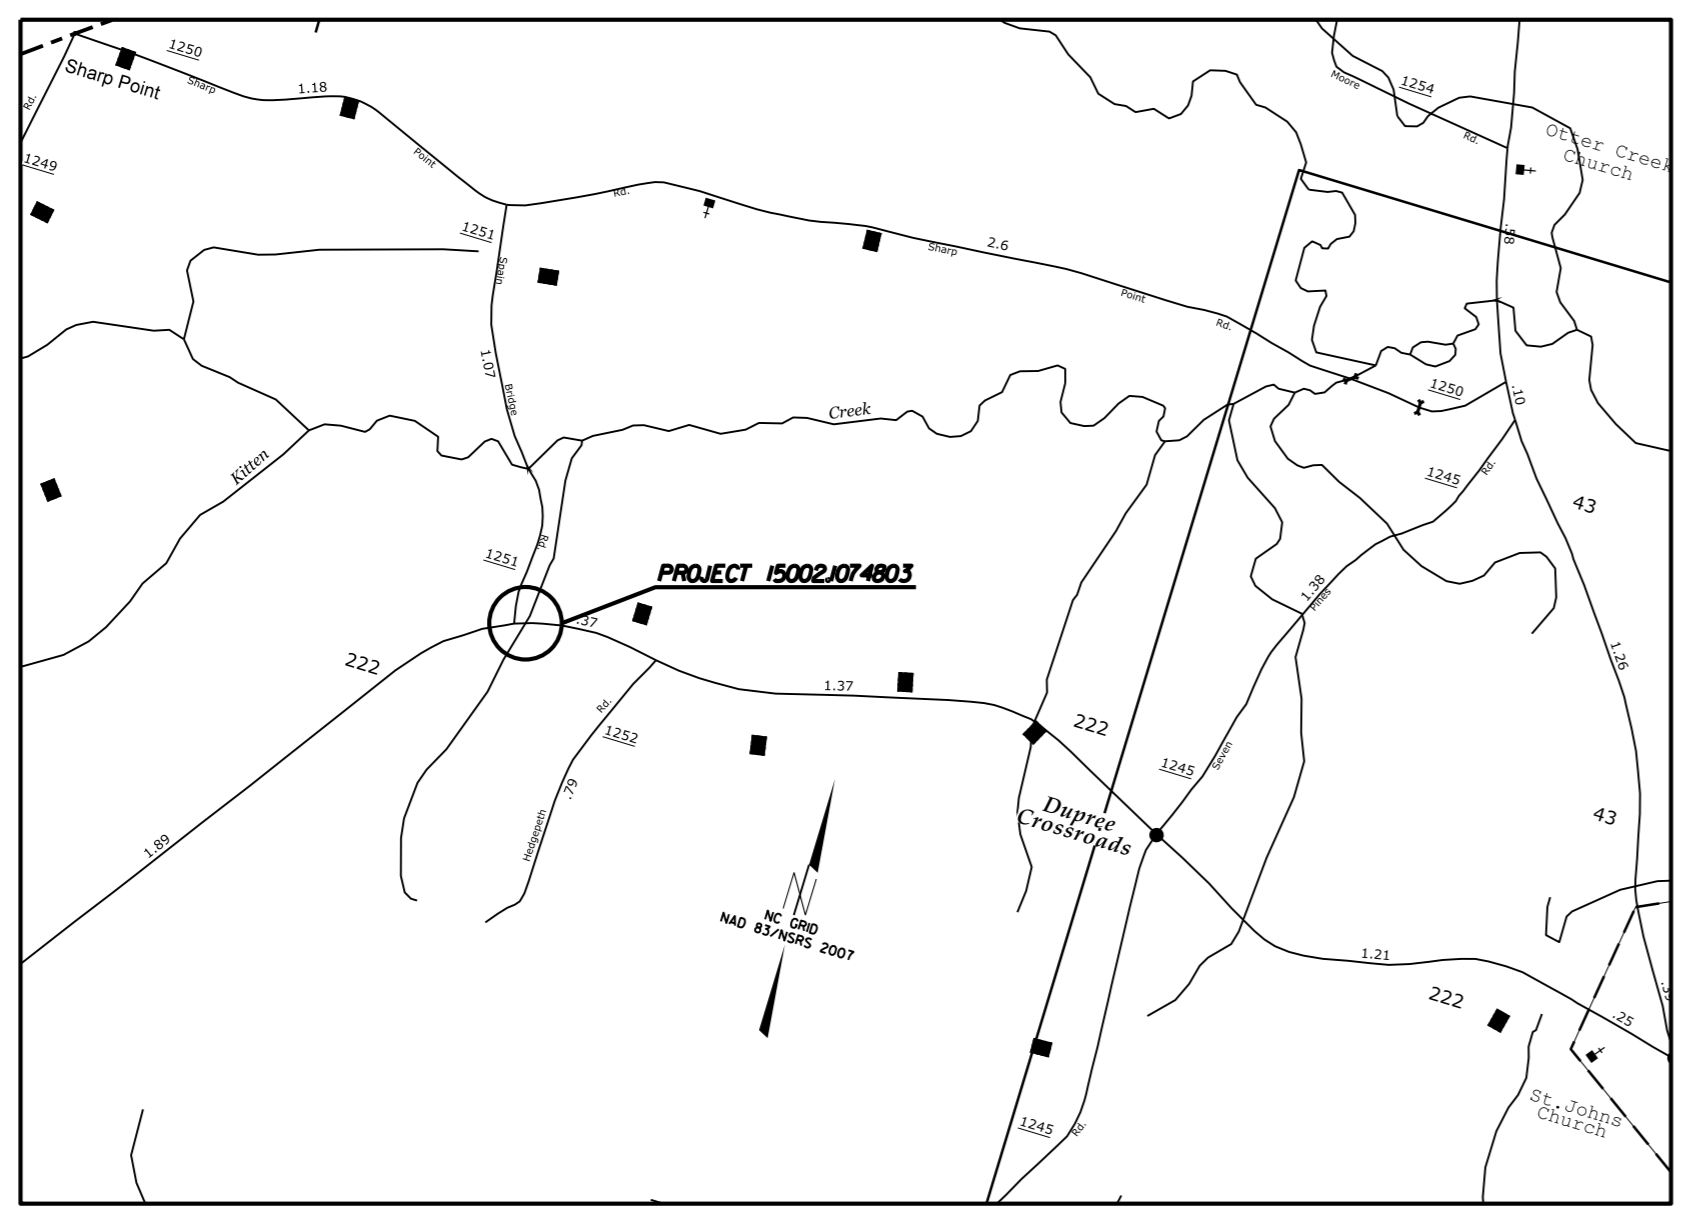 1250
Sharp Point
Sharp
1.18
Rd.
1249
Point
1254
Moore
Rd.
Otter Creek
Church
1251
Spain
Rd.
Sharp
2.6
Point
Rd.
.58
1.07
Bridge
Creek
1250
.10
Kitten
1245
Rd.
43
1251
Rd.
PROJECT 15002.1074803
.37
1.38
Pines
222
1.26
1.37
Rd.
1252
222
.79
Hedgepeth
1245
Seven
Dupree
Crossroads
43
1.89
NC GRID
NAD 83/NSRS 2007
1.21
222
.25
St.Johns
Church
1245
Rd.